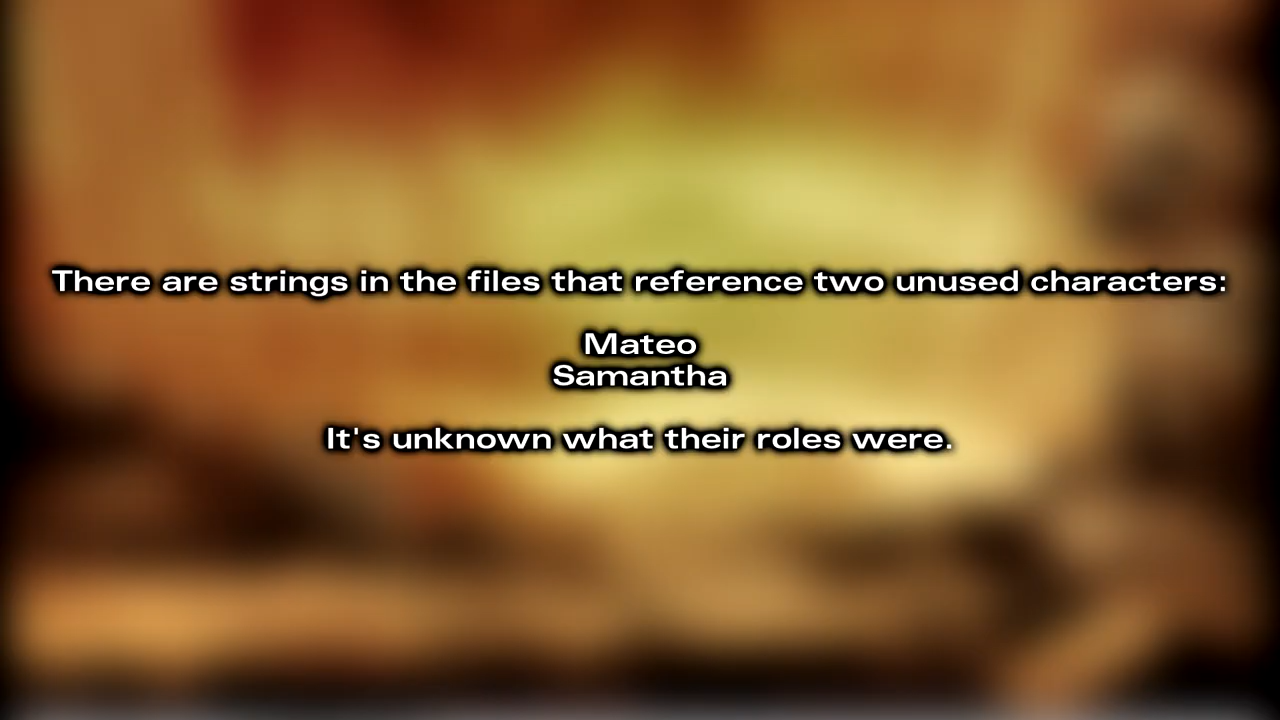 There are strings in the files that reference two unused characters:
Mateo
Samantha
It's unknown what their roles were.